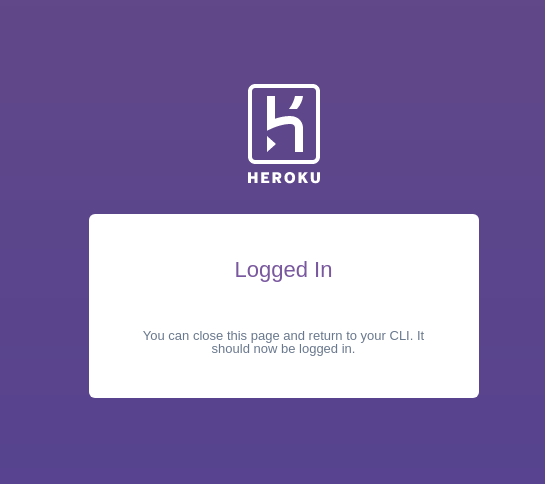 HEROKU
Logged In
You can close this page and return to your CLI. It
should now be logged in.